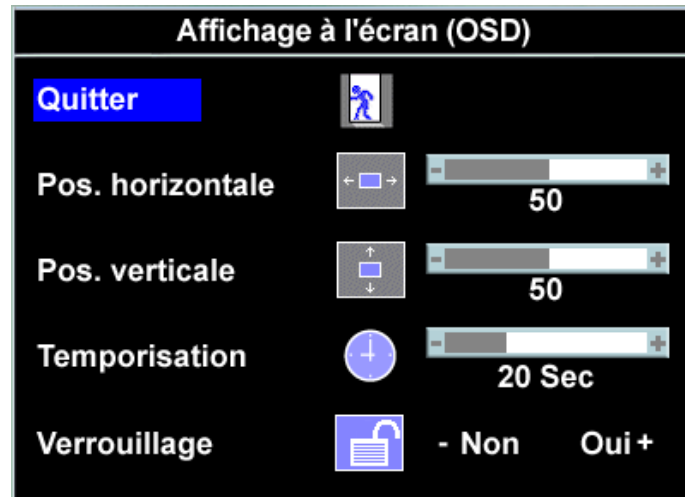 Affichage à l'écran (OSD)
Quitter
Pos. horizontale - +
50
Pos. verticale - +
50
Temporisation - +
20 Sec
Verrouillage - Non Oui +